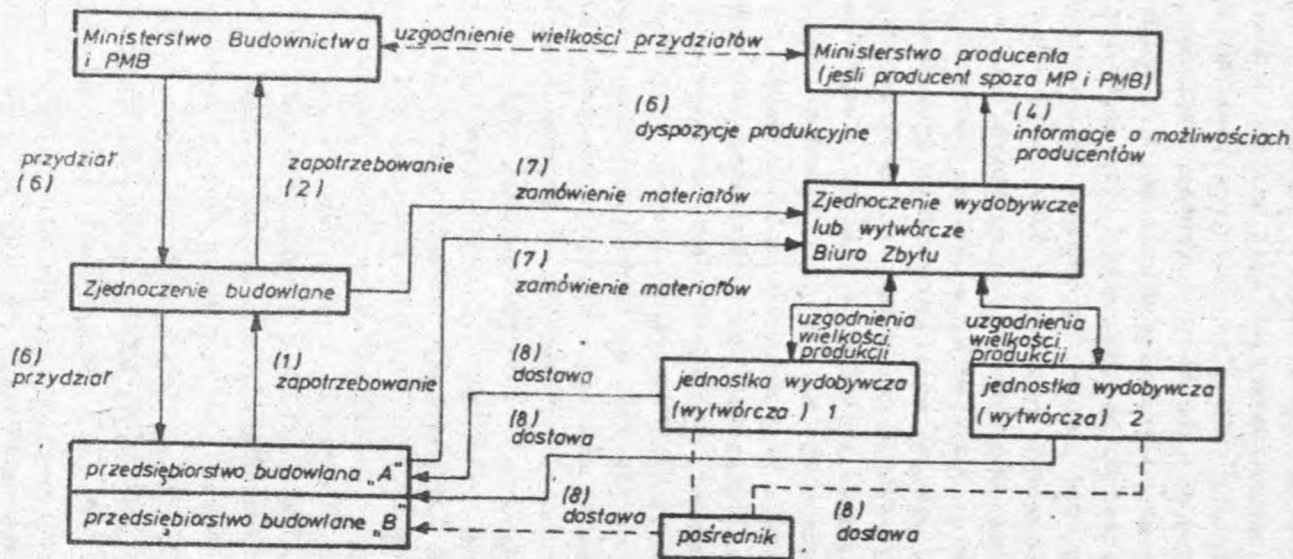 Ministerstwo Budownictwa
i PMB
uzgodnienie wielkości przydziałów
Ministerstwo producenta
(jesli producent spoza MP i PMB)
(6)
dyspozycje produkcyjne
(4)
informacje o możliwościach
producentów
przydział
(6)
zapotrzebowanie
(2)
(7)
zamówienie materiałów
Zjednoczenie wydobywcze
lub wytwórcze
Biuro Zbytu
(7)
zamówienie materiałów
Zjednoczenie budowlane
uzgodnienia
wielkości
produkcji
uzgodnienia
wielkości
produkcji
(6)
przydział
(1)
zapotrzebowanie
(8)
dostawa
jednostka wydobywcza
(wytwórcza) 1
jednostka wydobywcza
(wytwórcza) 2
(8)
dostawa
przedsiębiorstwo budowlana „A"
przedsiębiorstwo budowlane „B"
(8)
dostawa
pośrednik
(8)
dostawa